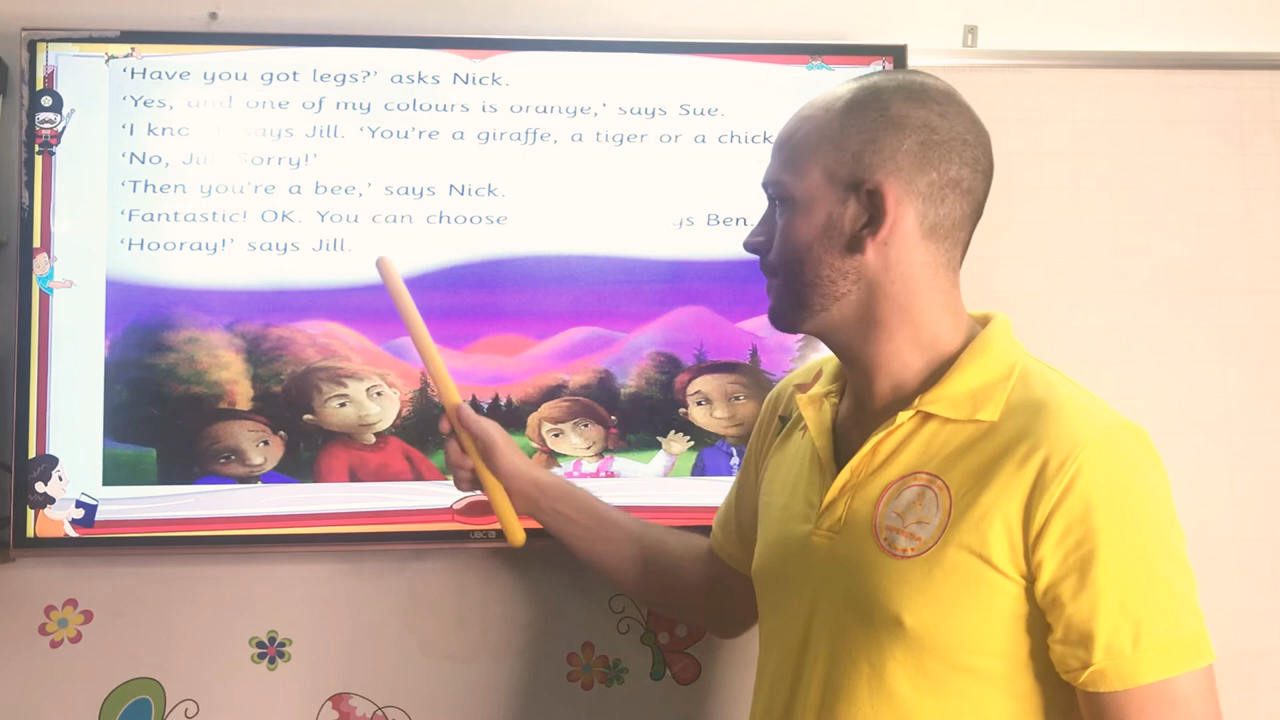 ‘Have you got legs?’ asks Nick.
‘Yes, and one of my colours is orange,’ says Sue.
‘I says Jill. ‘You’re a giraffe, a tiger or a chick
‘No, Sorry!’
‘Then you’re a bee,’ says Nick.
‘Fantastic! OK. You can choose Ben.
‘Hooray!’ says Jill.